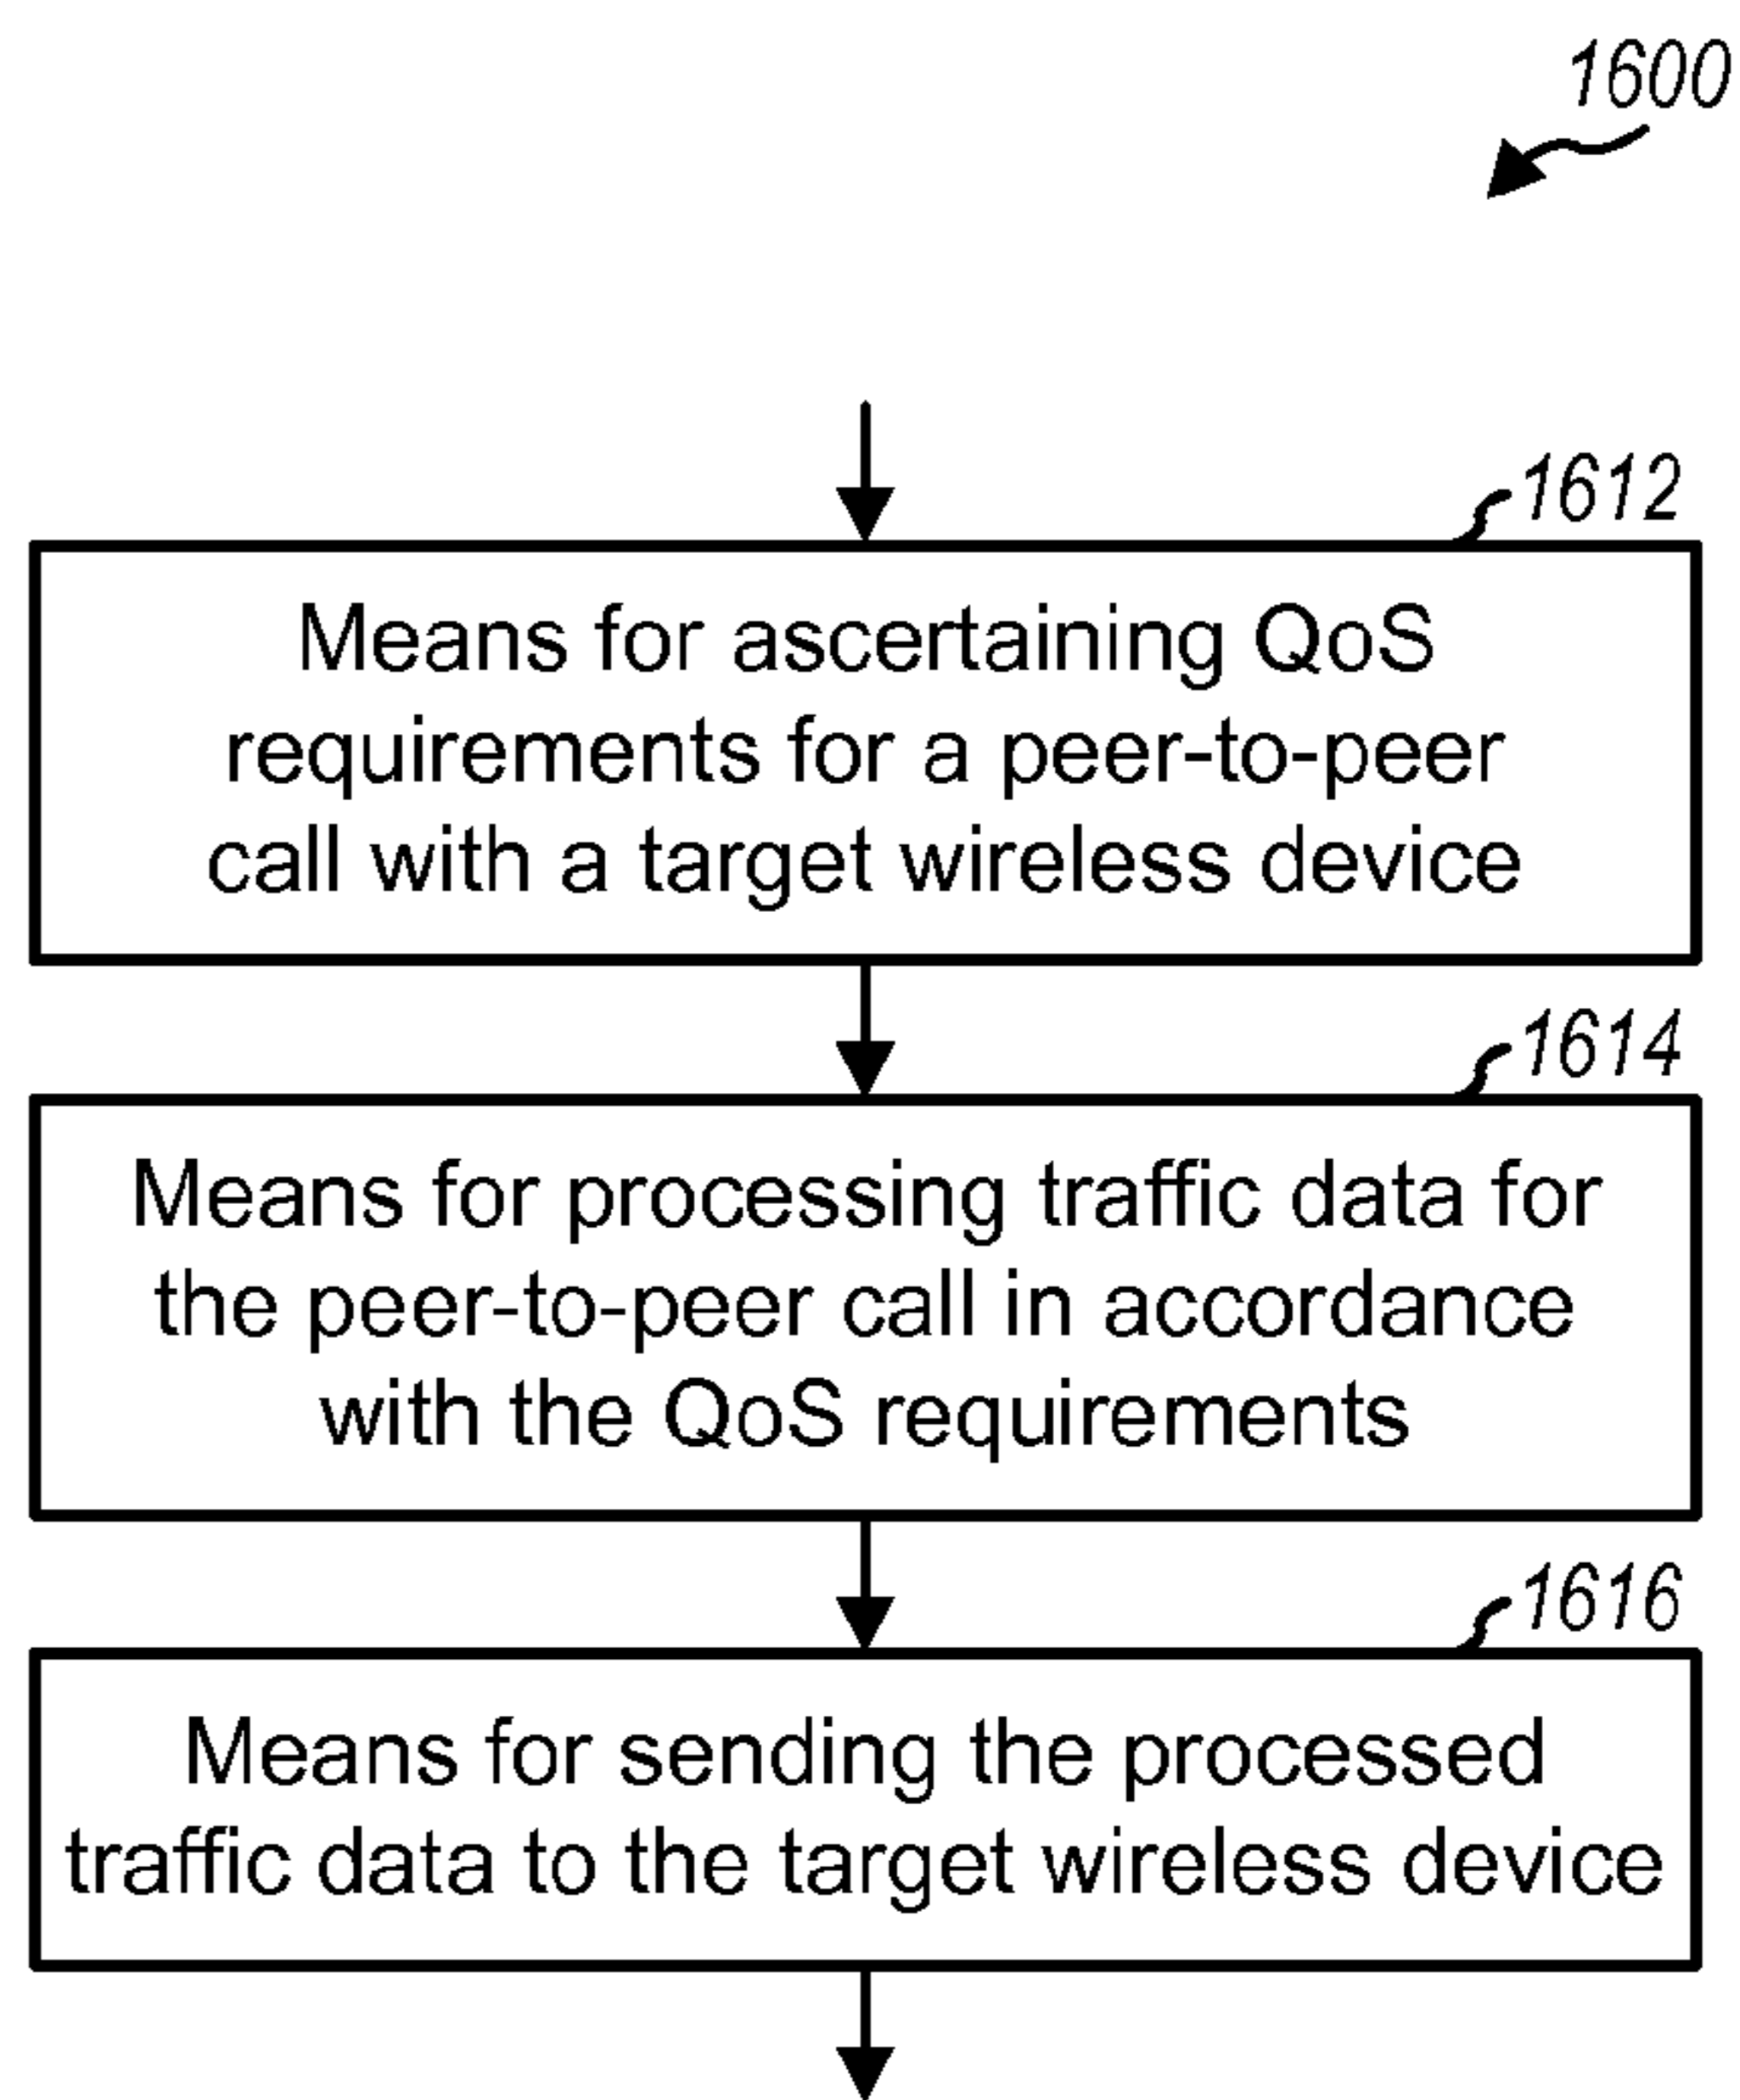 1600
1612
Means for ascertaining QoS
requirements for a peer-to-peer
call with a target wireless device
1614
Means for processing traffic data for
the peer-to-peer call in accordance
with the QoS requirements
1616
Means for sending the processed
traffic data to the target wireless device